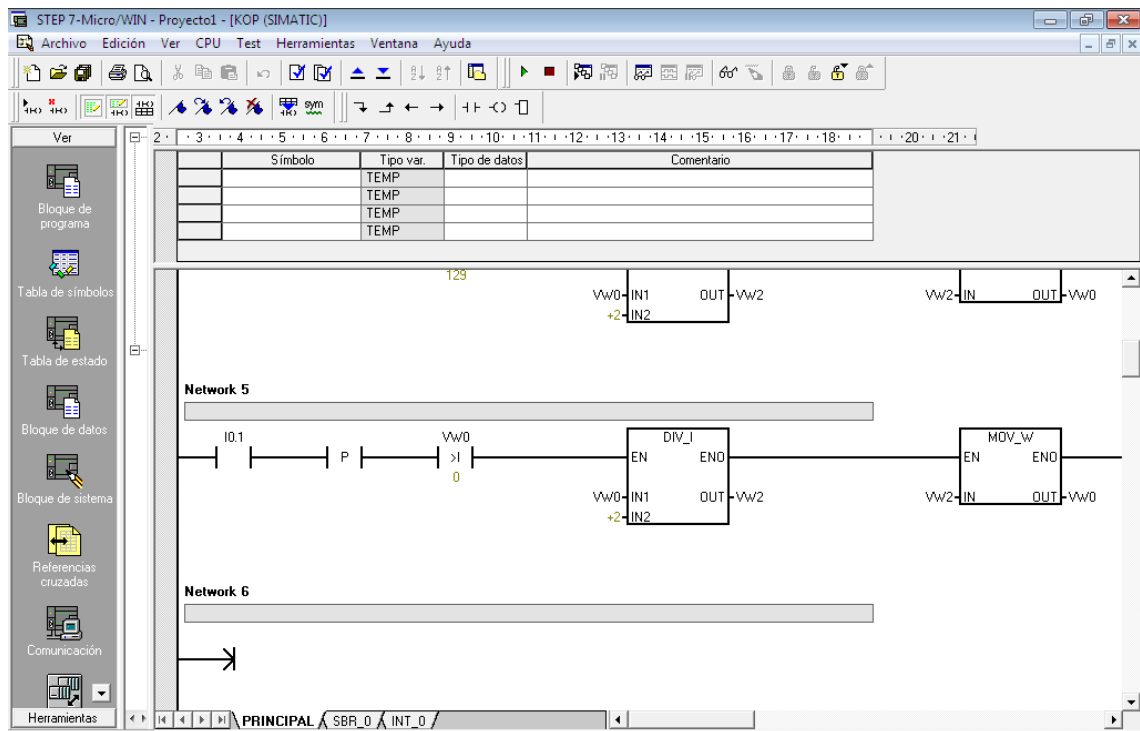 STEP 7-Micro/WIN - Proyecto1 - [KOP (SIMATIC)]
Archivo Edición Ver CPU Test Herramientas Ventana Ayuda
sym
Ver
2 · 3 · 4 · 5 · 6 · 7 · 8 · 9 · 10 · 11 · 12 · 13 · 14 · 15 · 16 · 17 · 18 · 20 · 21
Símbolo Tipo var. Tipo de datos Comentario
TEMP
TEMP
TEMP
TEMP
Bloque de programa
Tabla de símbolos
Tabla de estado
Bloque de datos
Bloque de sistema
Referencias cruzadas
Comunicación
Herramientas
129
VW0 IN1 OUT VW2 VW2 IN OUT VW0
+2 IN2
Network 5
I0.1 VW0 DIV_I MOV_W
P >I EN ENO EN ENO
0
VW0 IN1 OUT VW2 VW2 IN OUT VW0
+2 IN2
Network 6
PRINCIPAL SBR_0 INT_0